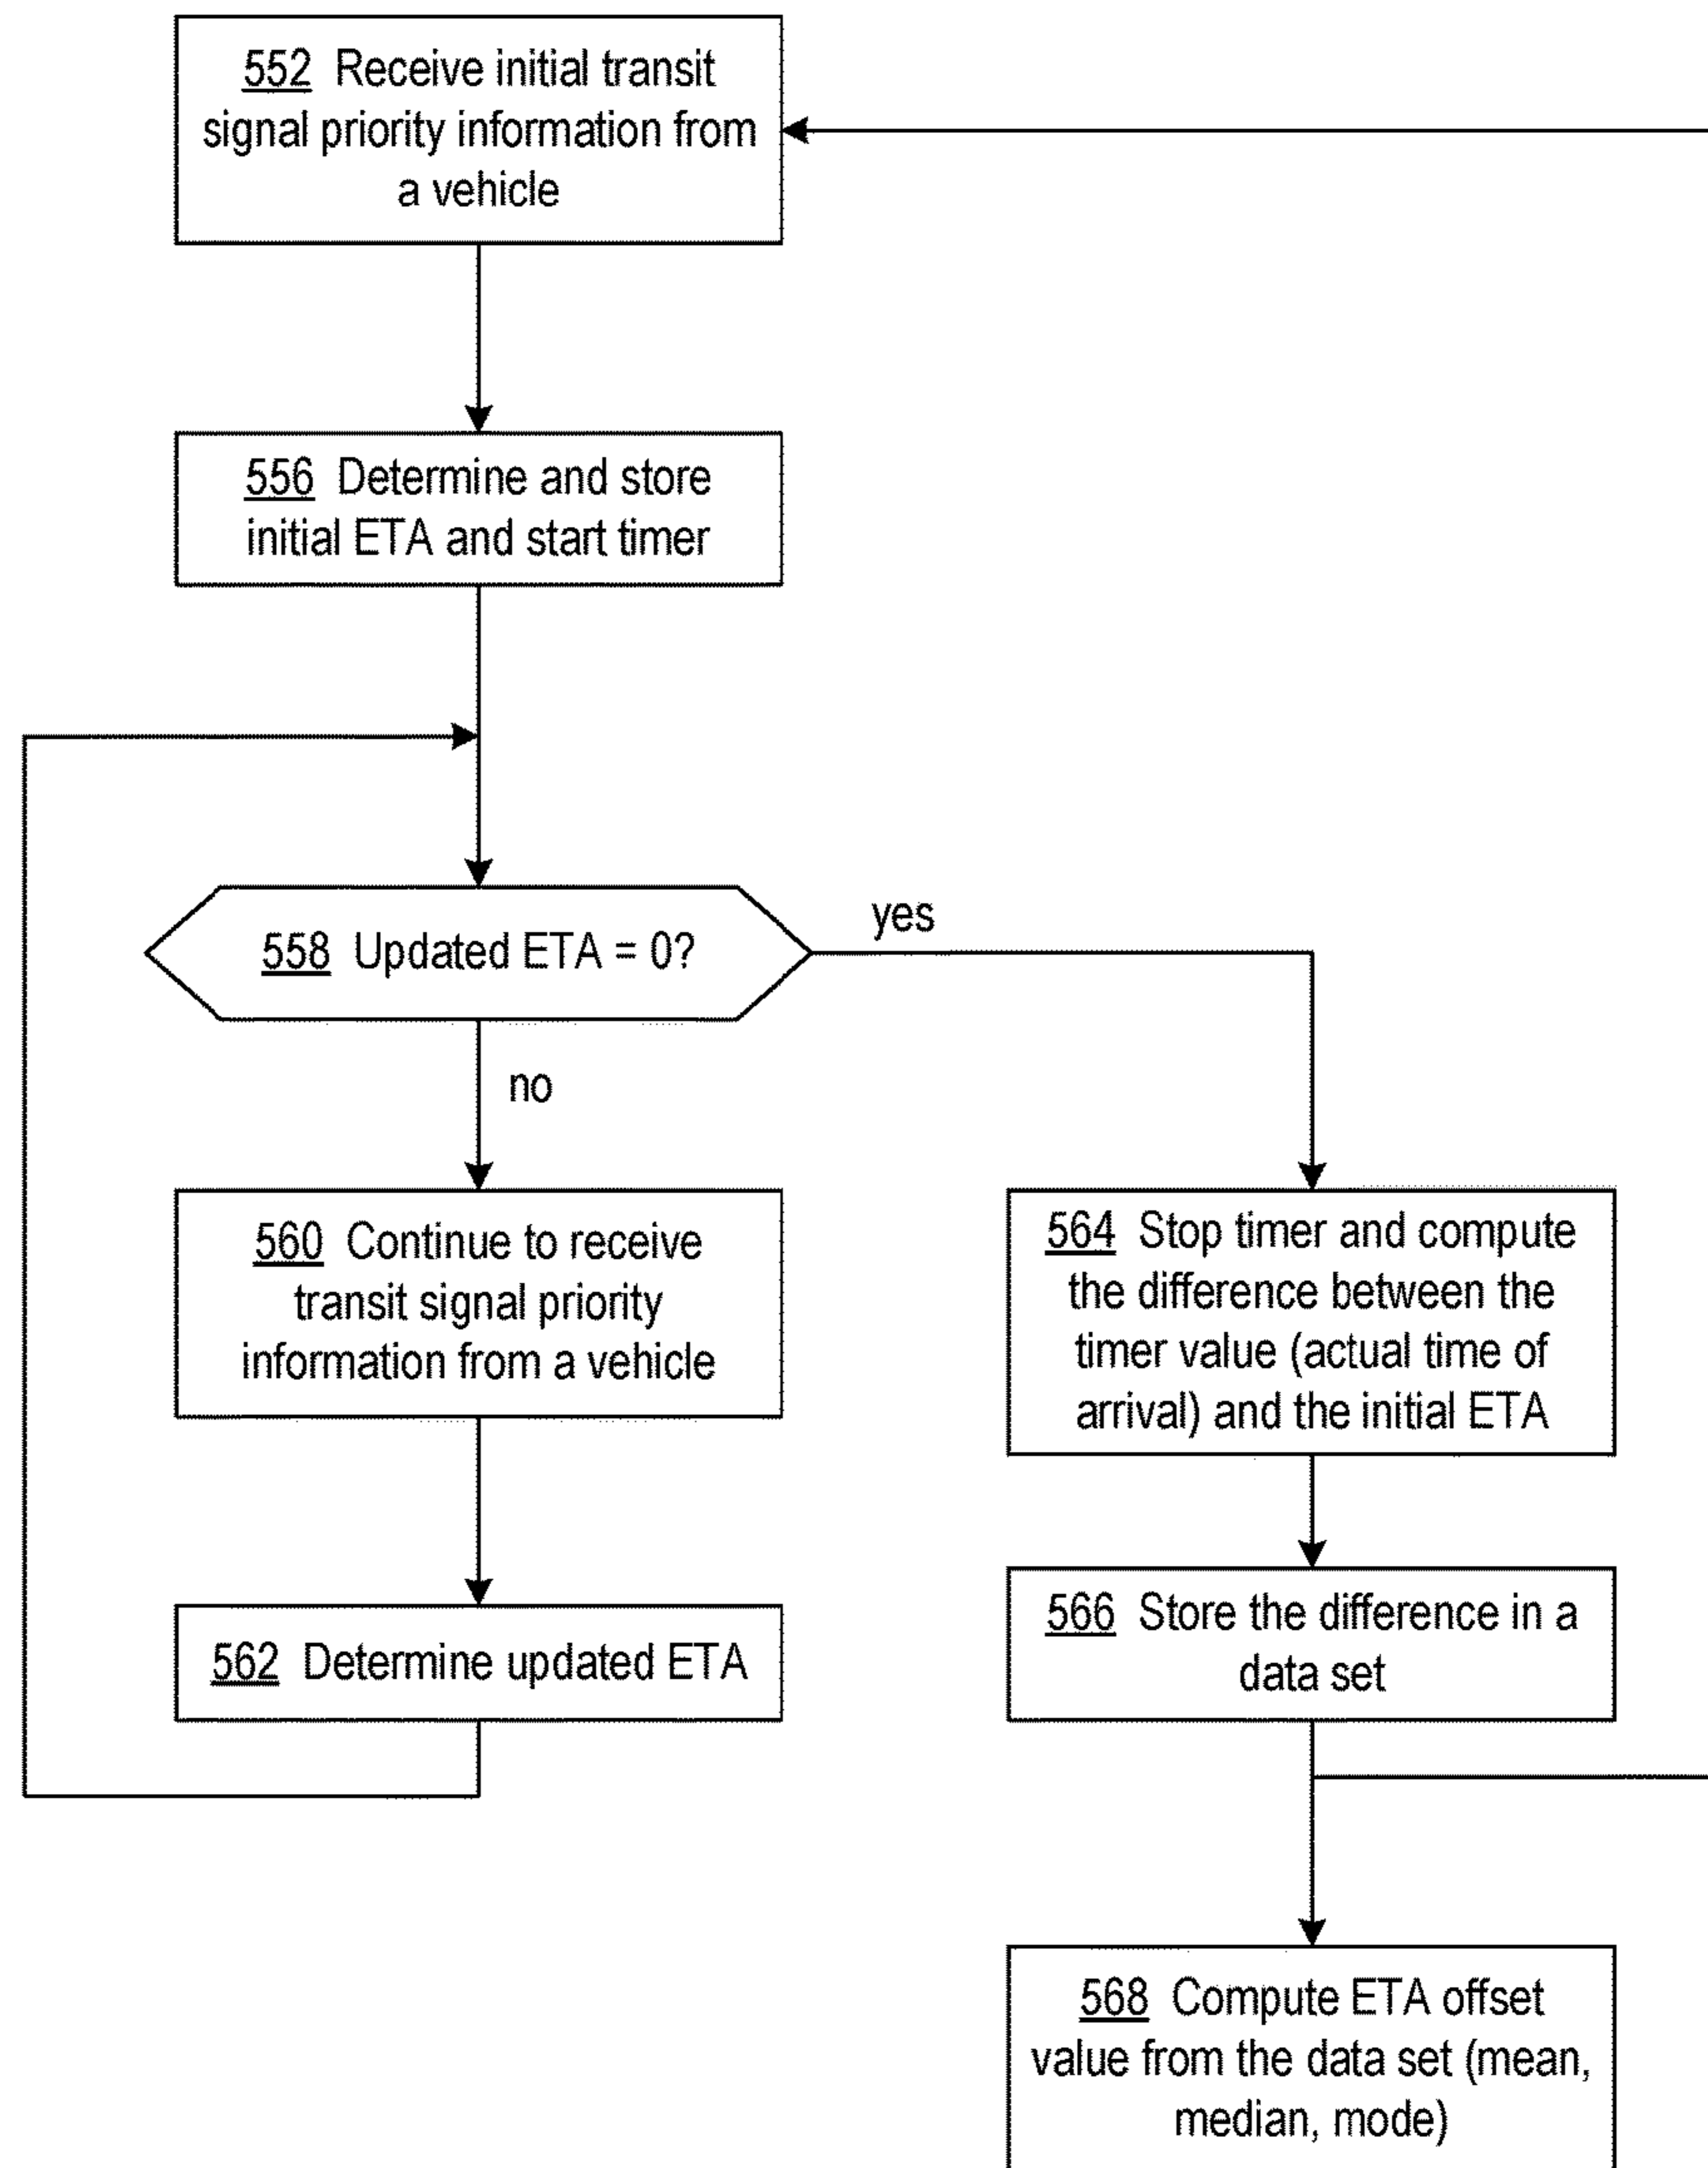 552 Receive initial transit
signal priority information from
a vehicle
556 Determine and store
initial ETA and start timer
558 Updated ETA = 0?
yes
no
560 Continue to receive
transit signal priority
information from a vehicle
564 Stop timer and compute
the difference between the
timer value (actual time of
arrival) and the initial ETA
562 Determine updated ETA
566 Store the difference in a
data set
568 Compute ETA offset
value from the data set (mean,
median, mode)